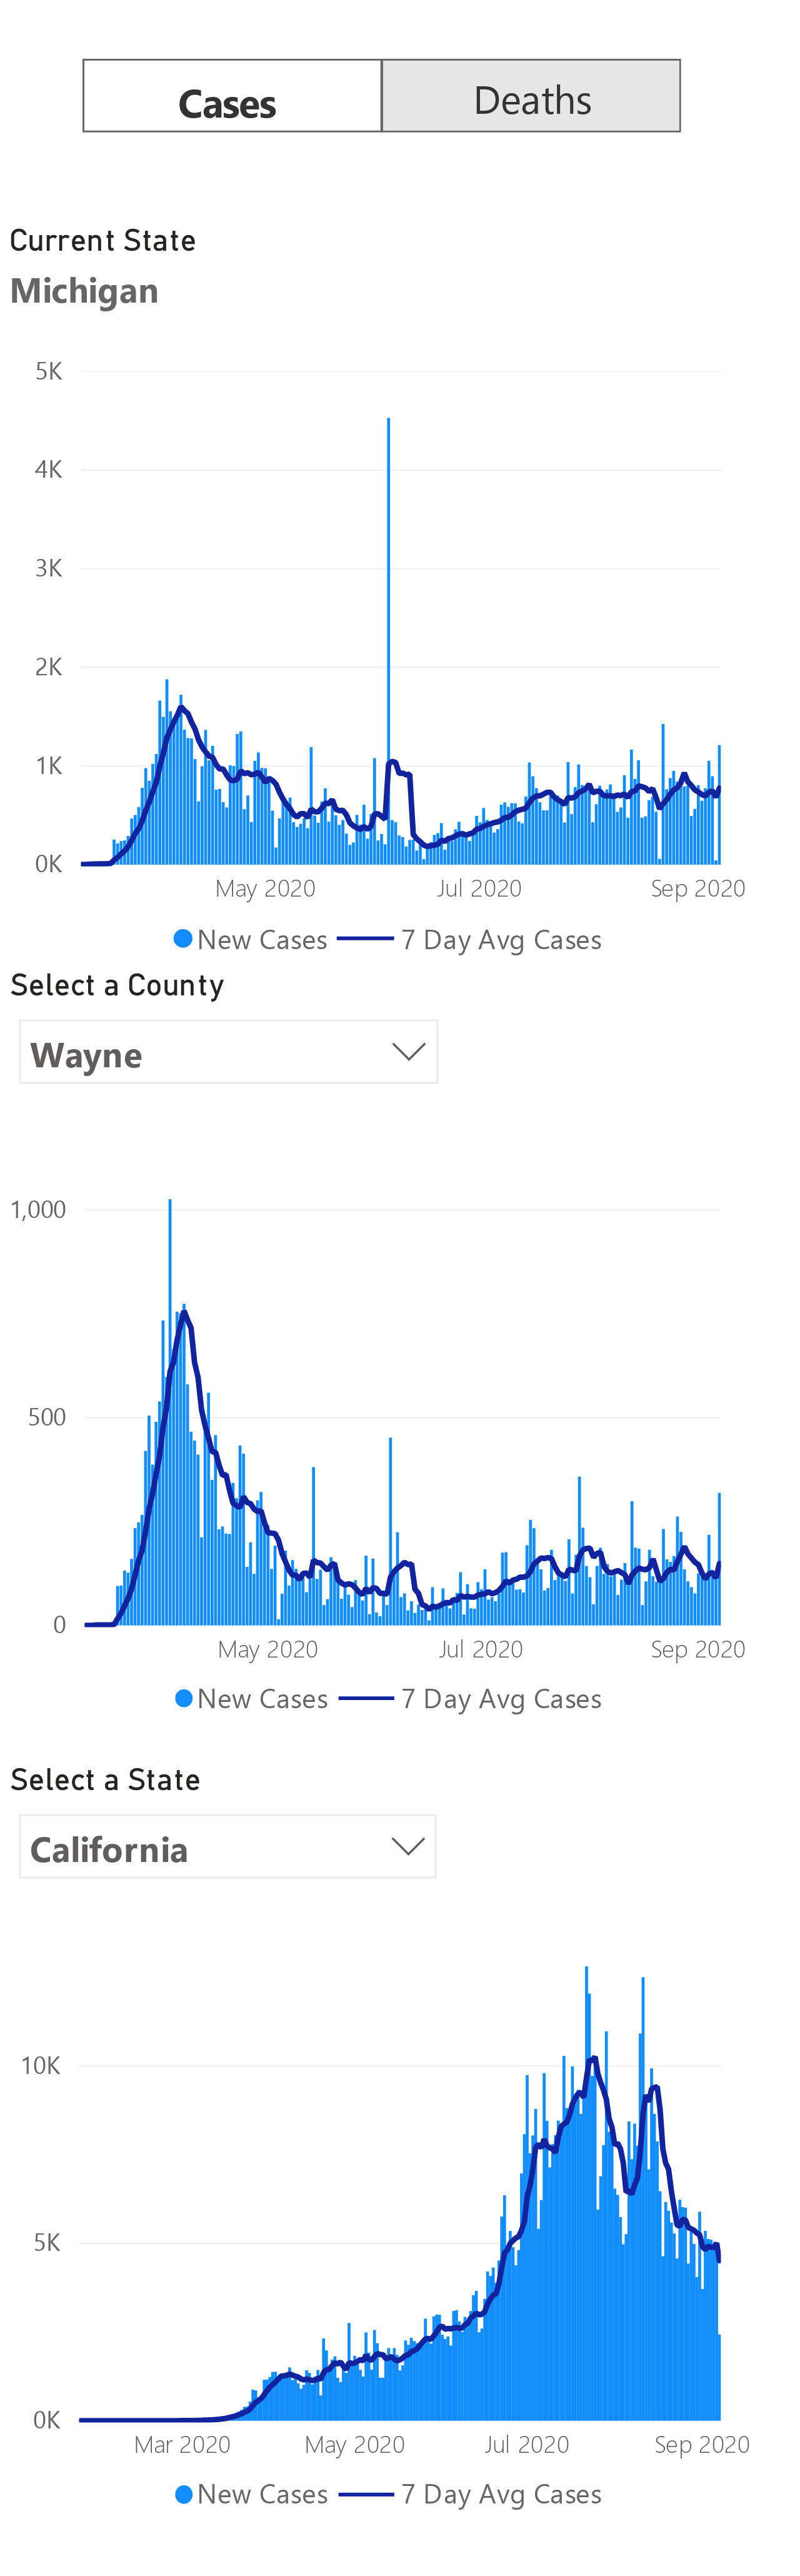 Cases Deaths
Current State
Michigan
5K
4K
3K
2K
1K
0K
May 2020 Jul 2020 Sep 2020
New Cases 7 Day Avg Cases
Select a County
Wayne
1,000
500
0
May 2020 Jul 2020 Sep 2020
New Cases 7 Day Avg Cases
Select a State
California
10K
5K
0K
Mar 2020 May 2020 Jul 2020 Sep 2020
New Cases 7 Day Avg Cases